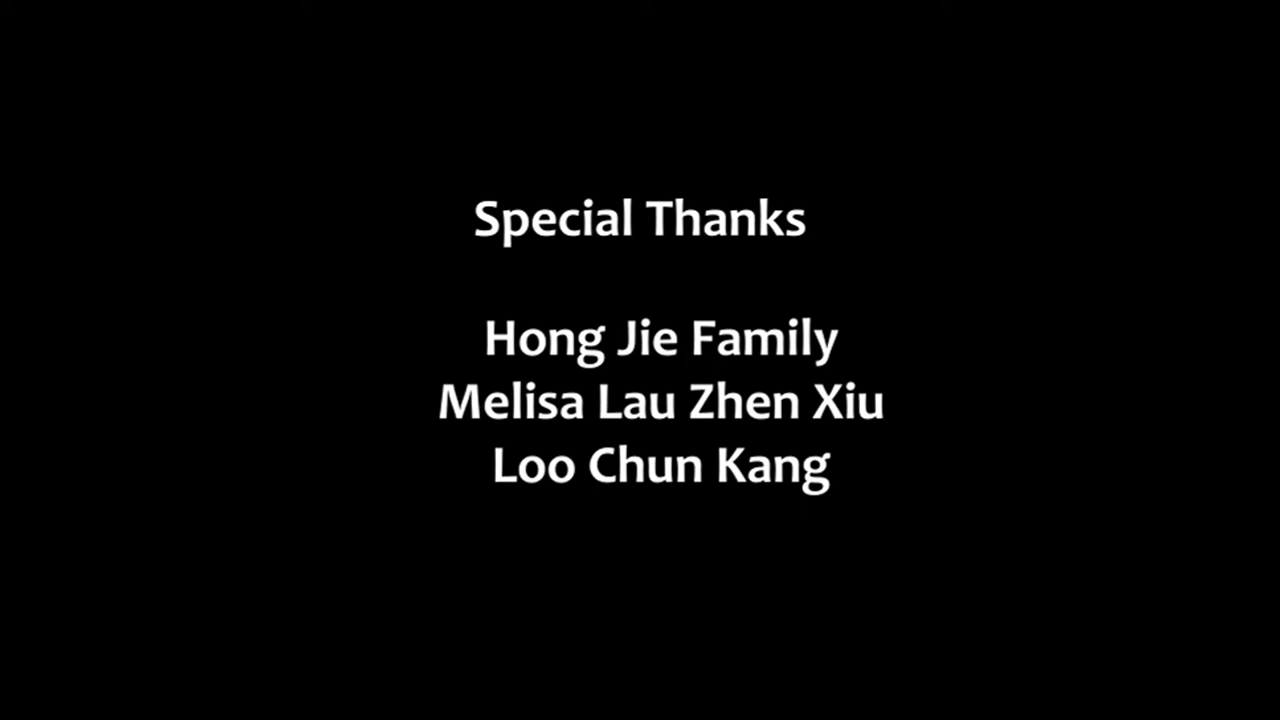 Special Thanks
Hong Jie Family
Melisa Lau Zhen Xiu
Loo Chun Kang